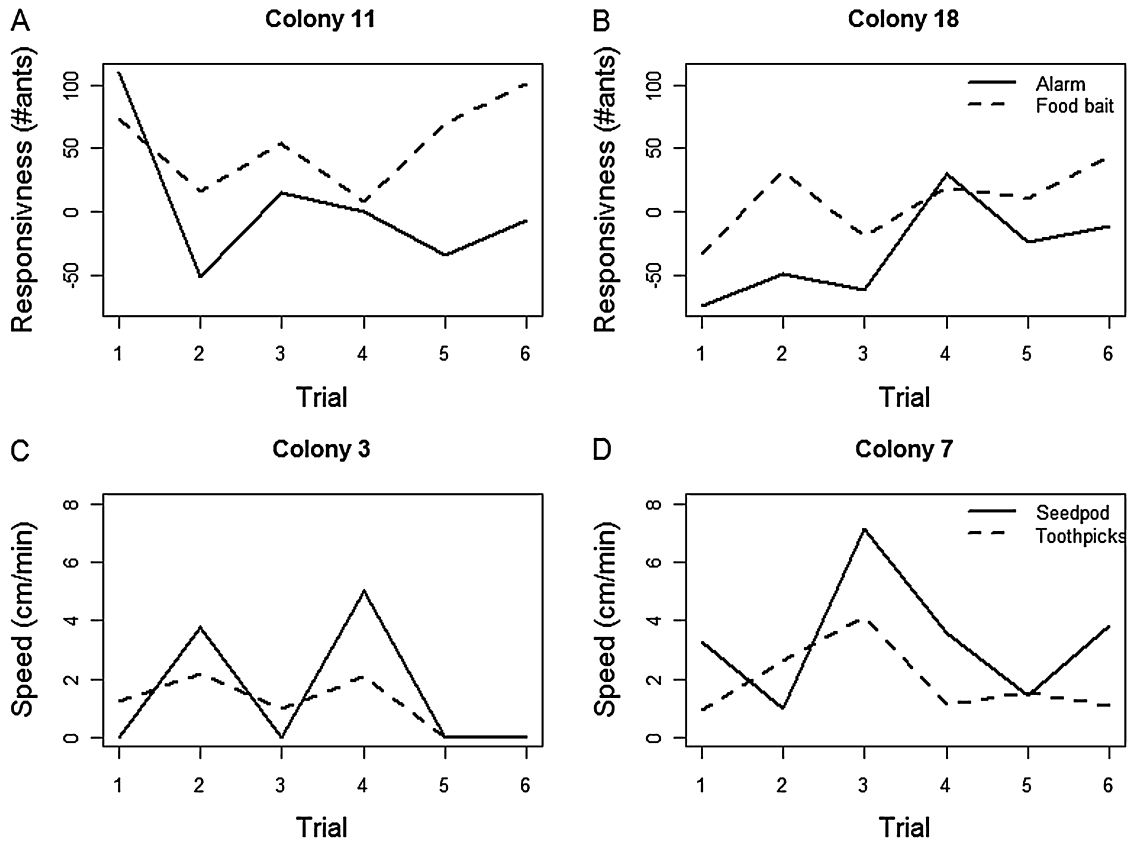 A
Colony 11
Responsivness (#ants)
100
50
0
-50
1 2 3 4 5 6
Trial
B
Colony 18
Responsivness (#ants)
100
50
0
-50
Alarm
Food bait
1 2 3 4 5 6
Trial
C
Colony 3
Speed (cm/min)
8
6
4
2
0
1 2 3 4 5 6
Trial
D
Colony 7
Speed (cm/min)
8
6
4
2
0
Seedpod
Toothpicks
1 2 3 4 5 6
Trial